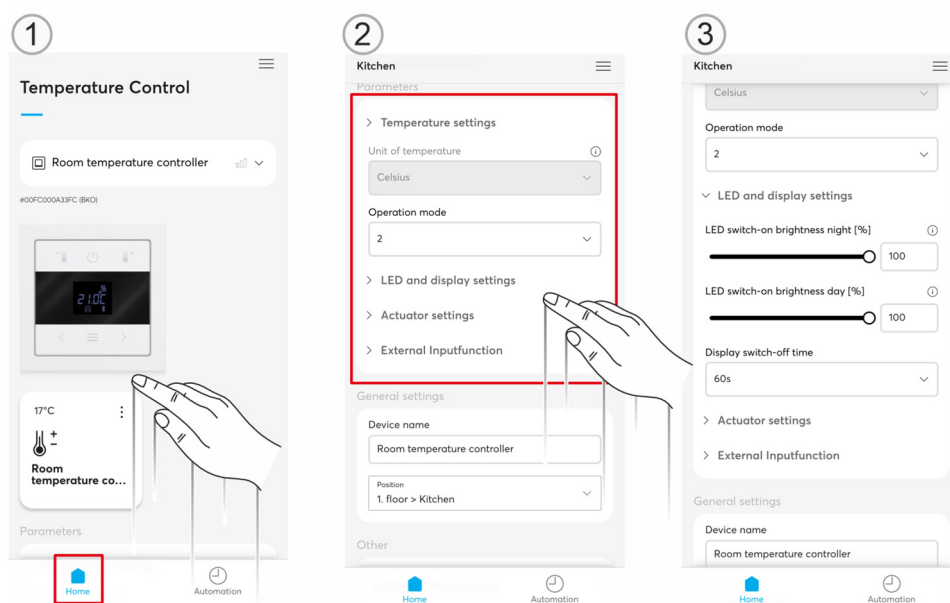 1
Temperature Control
Room temperature controller
#00FC000A33FC (BKO)
21.0°C
17°C
Room
temperature co...
Parameters
Home
Automation
2
Kitchen
Parameters
Temperature settings
Unit of temperature
Celsius
Operation mode
2
LED and display settings
Actuator settings
External Inputfunction
General settings
Device name
Room temperature controller
Position
1. floor > Kitchen
Other
Home
Automation
3
Kitchen
Celsius
Operation mode
2
LED and display settings
LED switch-on brightness night [%]
100
LED switch-on brightness day [%]
100
Display switch-off time
60s
Actuator settings
External Inputfunction
General settings
Device name
Room temperature controller
Home
Automation